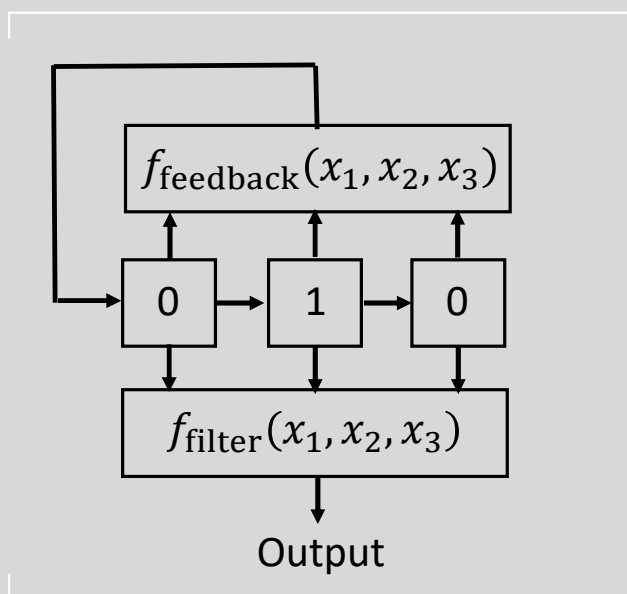 f_feedback(x_1, x_2, x_3)
0 1 0
f_filter(x_1, x_2, x_3)
Output